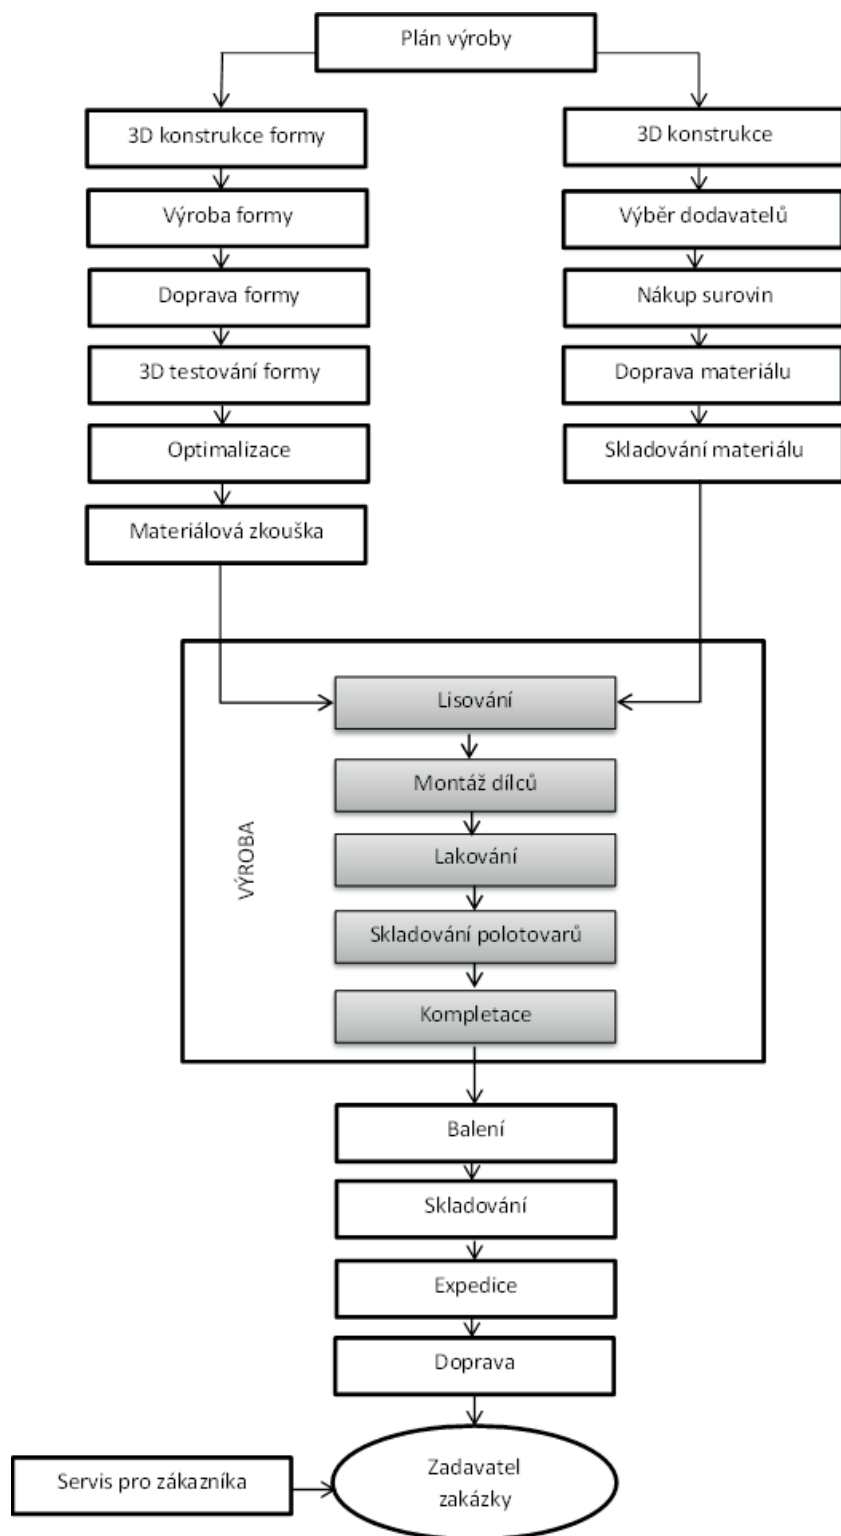 Plán výroby
3D konstrukce formy
Výroba formy
Doprava formy
3D testování formy
Optimalizace
Materiálová zkouška
3D konstrukce
Výběr dodavatelů
Nákup surovin
Doprava materiálu
Skladování materiálu
VÝROBA
Lisování
Montáž dílců
Lakování
Skladování polotovarů
Kompletace
Balení
Skladování
Expedice
Doprava
Servis pro zákazníka
Zadavatel
zakázky